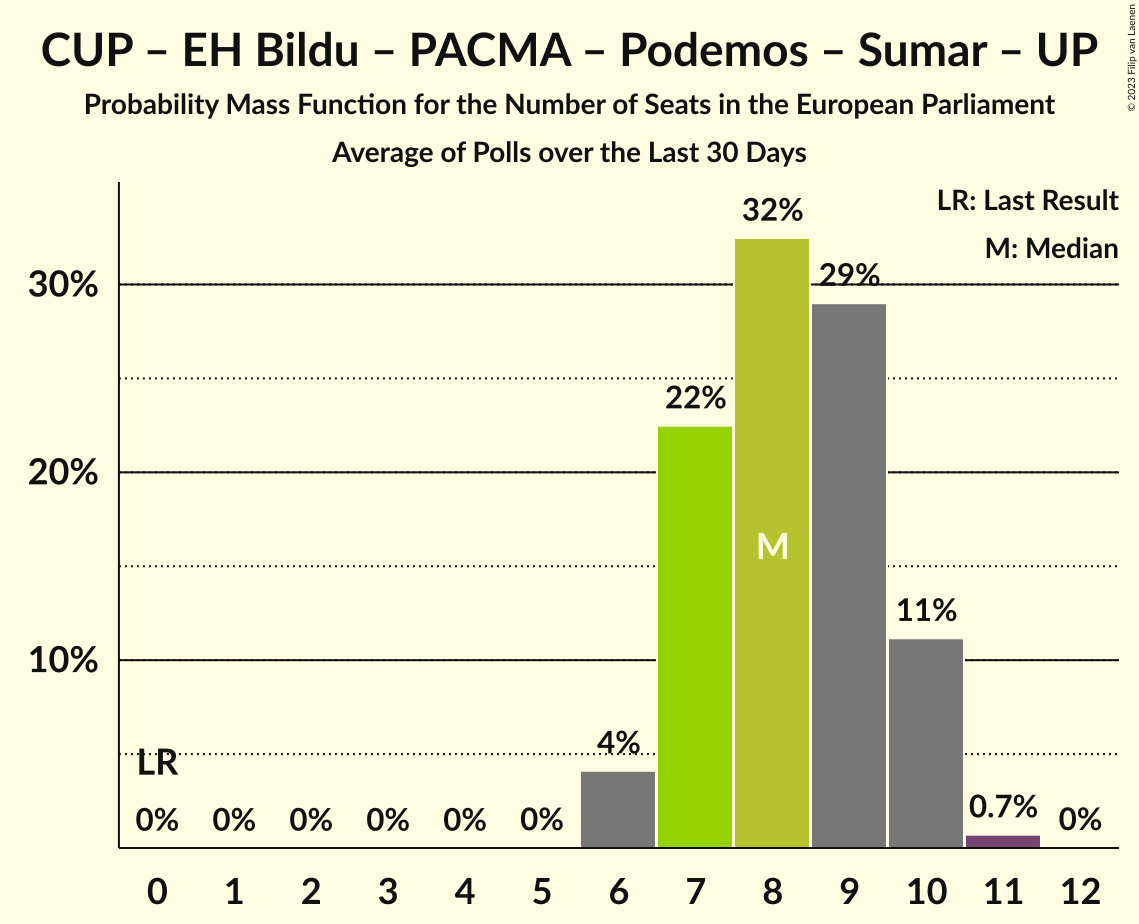 CUP – EH Bildu – PACMA – Podemos – Sumar – UP
Probability Mass Function for the Number of Seats in the European Parliament
Average of Polls over the Last 30 Days
© 2023 Filip van Laenen
LR: Last Result
M: Median
30%
20%
10%
32%
29%
22%
M
11%
4%
LR
0% 0% 0% 0% 0% 0% 0.7% 0%
0 1 2 3 4 5 6 7 8 9 10 11 12